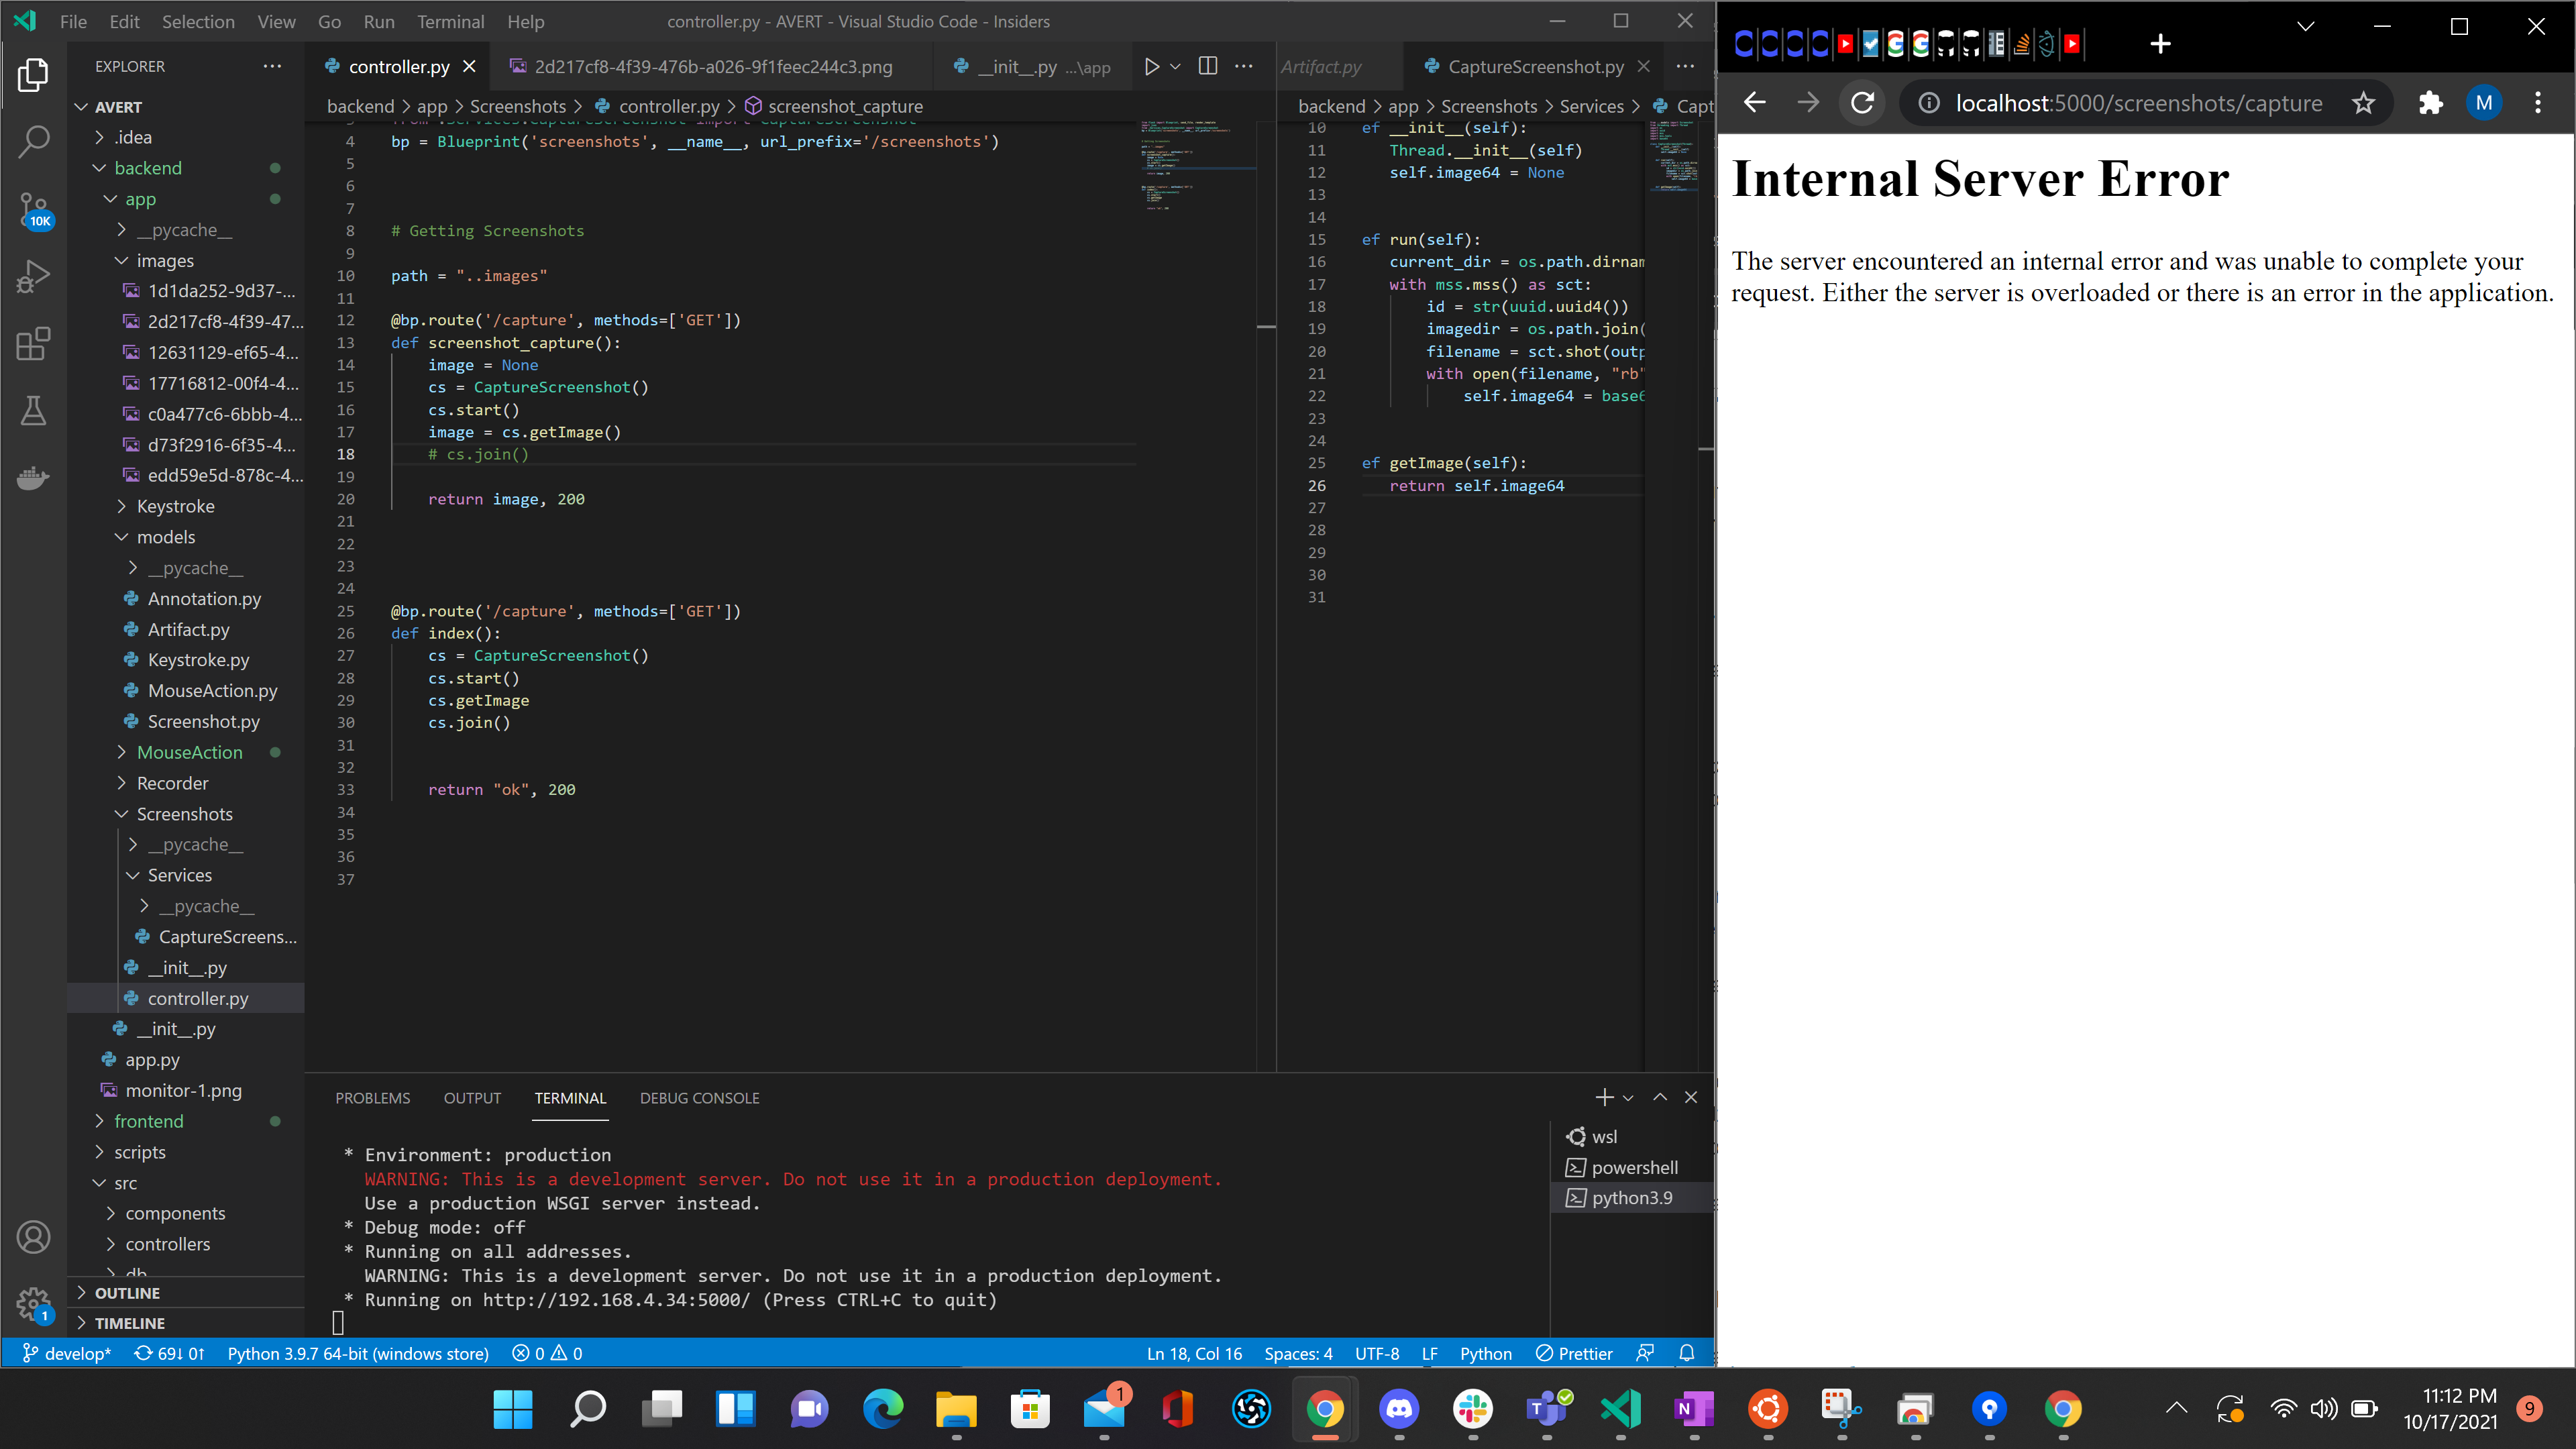 File Edit Selection View Go Run Terminal Help
controller.py - AVERT - Visual Studio Code - Insiders
EXPLORER
AVERT
.idea
backend
app
__pycache__
images
1d1da252-9d37-...
2d217cf8-4f39-47...
12631129-ef65-4...
17716812-00f4-4...
c0a477c6-6bbb-4...
d73f2916-6f35-4...
edd59e5d-878c-4...
Keystroke
models
__pycache__
Annotation.py
Artifact.py
Keystroke.py
MouseAction.py
Screenshot.py
MouseAction
Recorder
Screenshots
__pycache__
Services
__pycache__
CaptureScreens...
__init__.py
controller.py
__init__.py
app.py
monitor-1.png
frontend
scripts
src
components
controllers
db
OUTLINE
TIMELINE
10K
1
controller.py
2d217cf8-4f39-476b-a026-9f1feec244c3.png
__init__.py ...\app
backend > app > Screenshots > controller.py > screenshot_capture
4 bp = Blueprint('screenshots', __name__, url_prefix='/screenshots')
5
6
7
8 # Getting Screenshots
9
10 path = "..images"
11
12 @bp.route('/capture', methods=['GET'])
13 def screenshot_capture():
14 image = None
15 cs = CaptureScreenshot()
16 cs.start()
17 image = cs.getImage()
18 # cs.join()
19
20 return image, 200
21
22
23
24
25 @bp.route('/capture', methods=['GET'])
26 def index():
27 cs = CaptureScreenshot()
28 cs.start()
29 cs.getImage
30 cs.join()
31
32
33 return "ok", 200
34
35
36
37
Artifact.py
CaptureScreenshot.py
backend > app > Screenshots > Services > Capt
10 ef __init__(self):
11 Thread.__init__(self)
12 self.image64 = None
13
14
15 ef run(self):
16 current_dir = os.path.dirnam
17 with mss.mss() as sct:
18 id = str(uuid.uuid4())
19 imagedir = os.path.join(
20 filename = sct.shot(outp
21 with open(filename, "rb"
22 self.image64 = base6
23
24
25 ef getImage(self):
26 return self.image64
27
28
29
30
31
PROBLEMS OUTPUT TERMINAL DEBUG CONSOLE
* Environment: production
WARNING: This is a development server. Do not use it in a production deployment.
Use a production WSGI server instead.
* Debug mode: off
* Running on all addresses.
WARNING: This is a development server. Do not use it in a production deployment.
* Running on http://192.168.4.34:5000/ (Press CTRL+C to quit)
wsl
powershell
python3.9
develop* 69↓ 0↑ Python 3.9.7 64-bit (windows store) 0 0
Ln 18, Col 16 Spaces: 4 UTF-8 LF Python Prettier
localhost:5000/screenshots/capture
M
Internal Server Error
The server encountered an internal error and was unable to complete your
request. Either the server is overloaded or there is an error in the application.
1
11:12 PM
10/17/2021
9